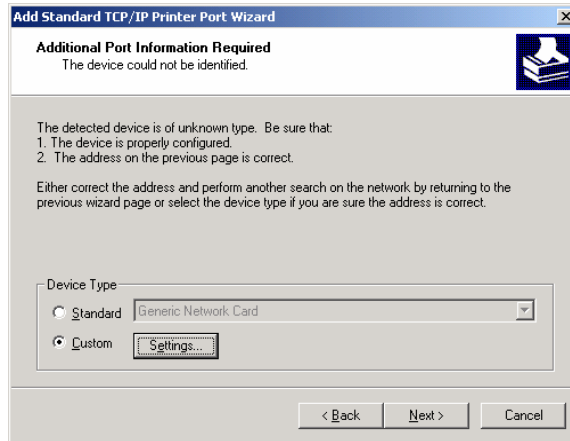 Add Standard TCP/IP Printer Port Wizard
Additional Port Information Required
The device could not be identified.
The detected device is of unknown type. Be sure that:
1. The device is properly configured.
2. The address on the previous page is correct.
Either correct the address and perform another search on the network by returning to the
previous wizard page or select the device type if you are sure the address is correct.
Device Type
Standard
Generic Network Card
Custom
Settings...
< Back
Next >
Cancel